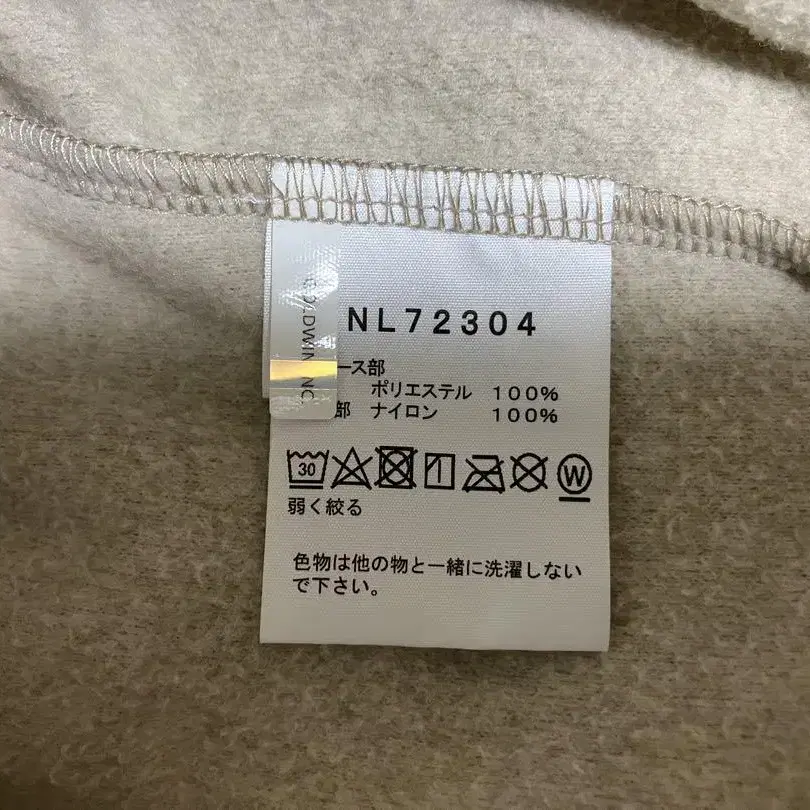 GOLDWIN INC.
NL72304
ース部
ポリエステル 100%
部 ナイロン 100%
30
W
弱く絞る
色物は他の物と一緒に洗濯しない
で下さい。